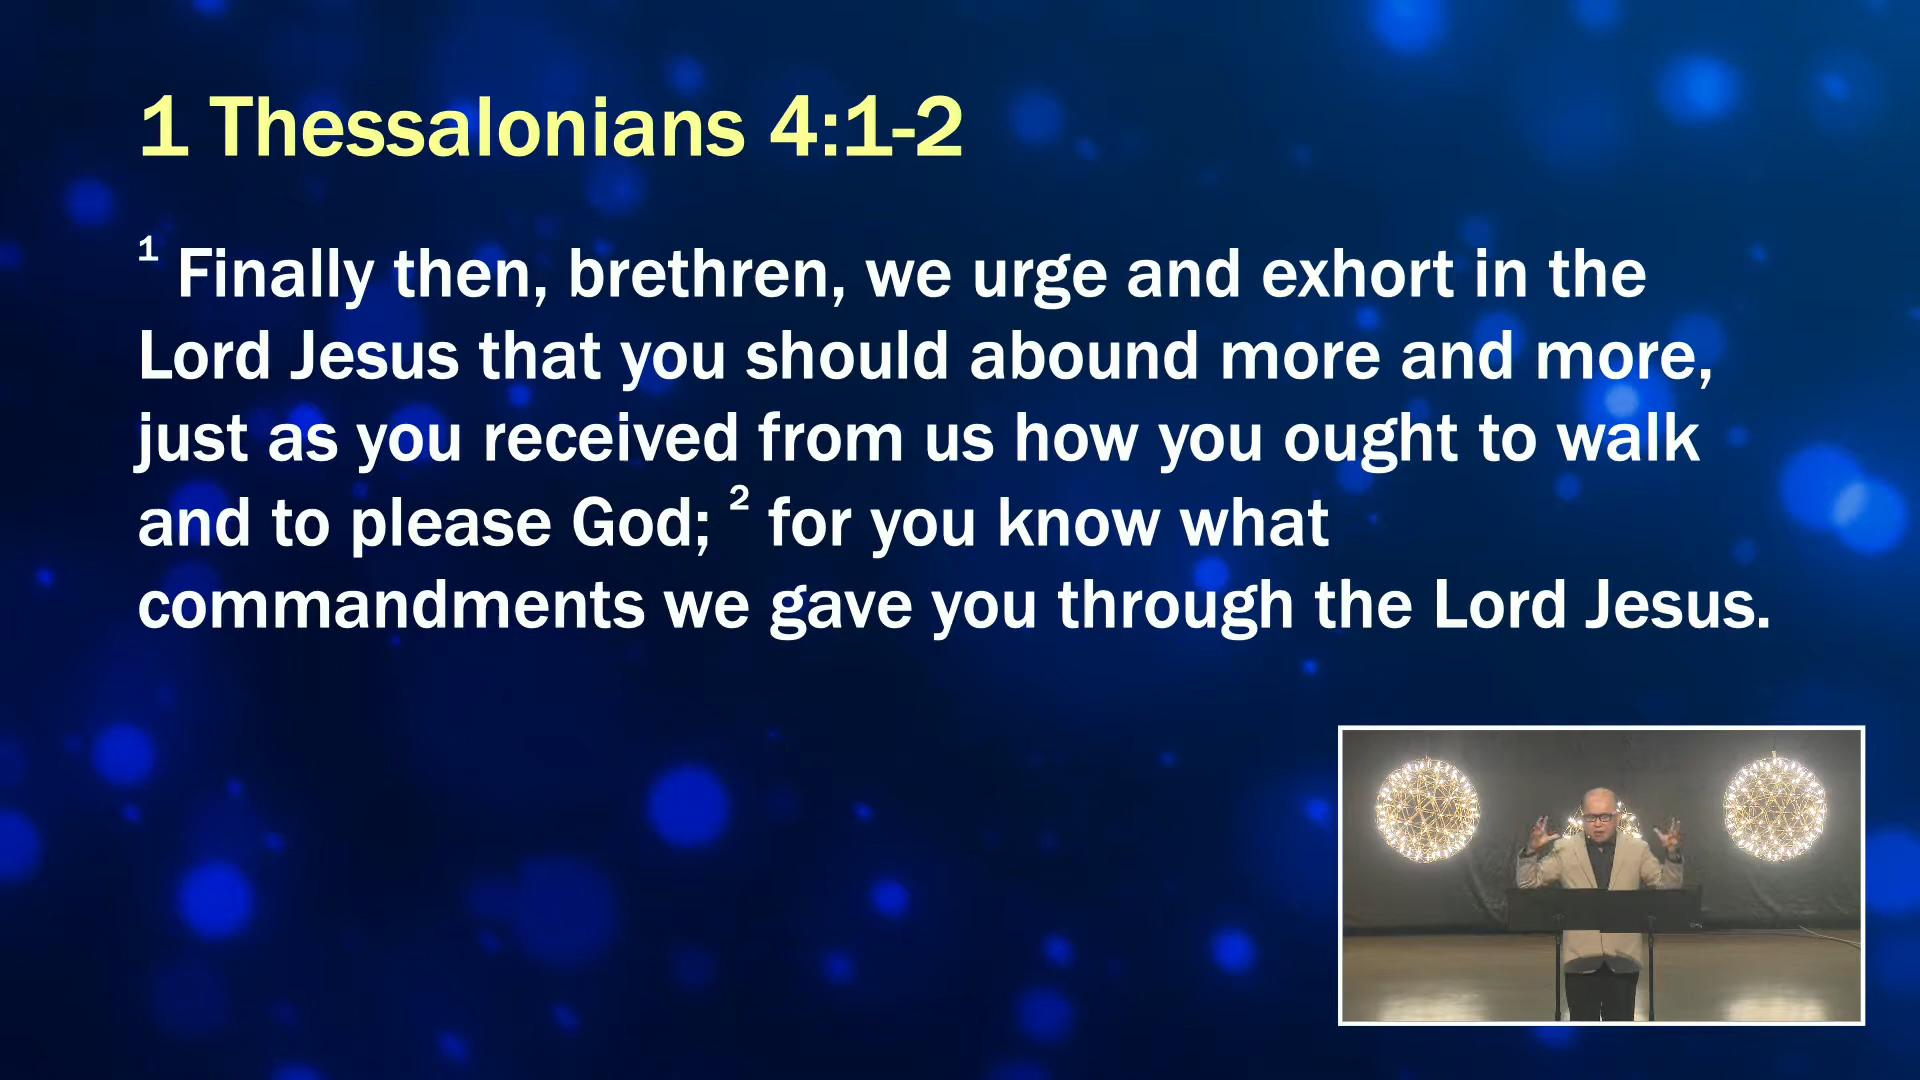 1 Thessalonians 4:1-2
1 Finally then, brethren, we urge and exhort in the
Lord Jesus that you should abound more and more,
just as you received from us how you ought to walk
and to please God; 2 for you know what
commandments we gave you through the Lord Jesus.